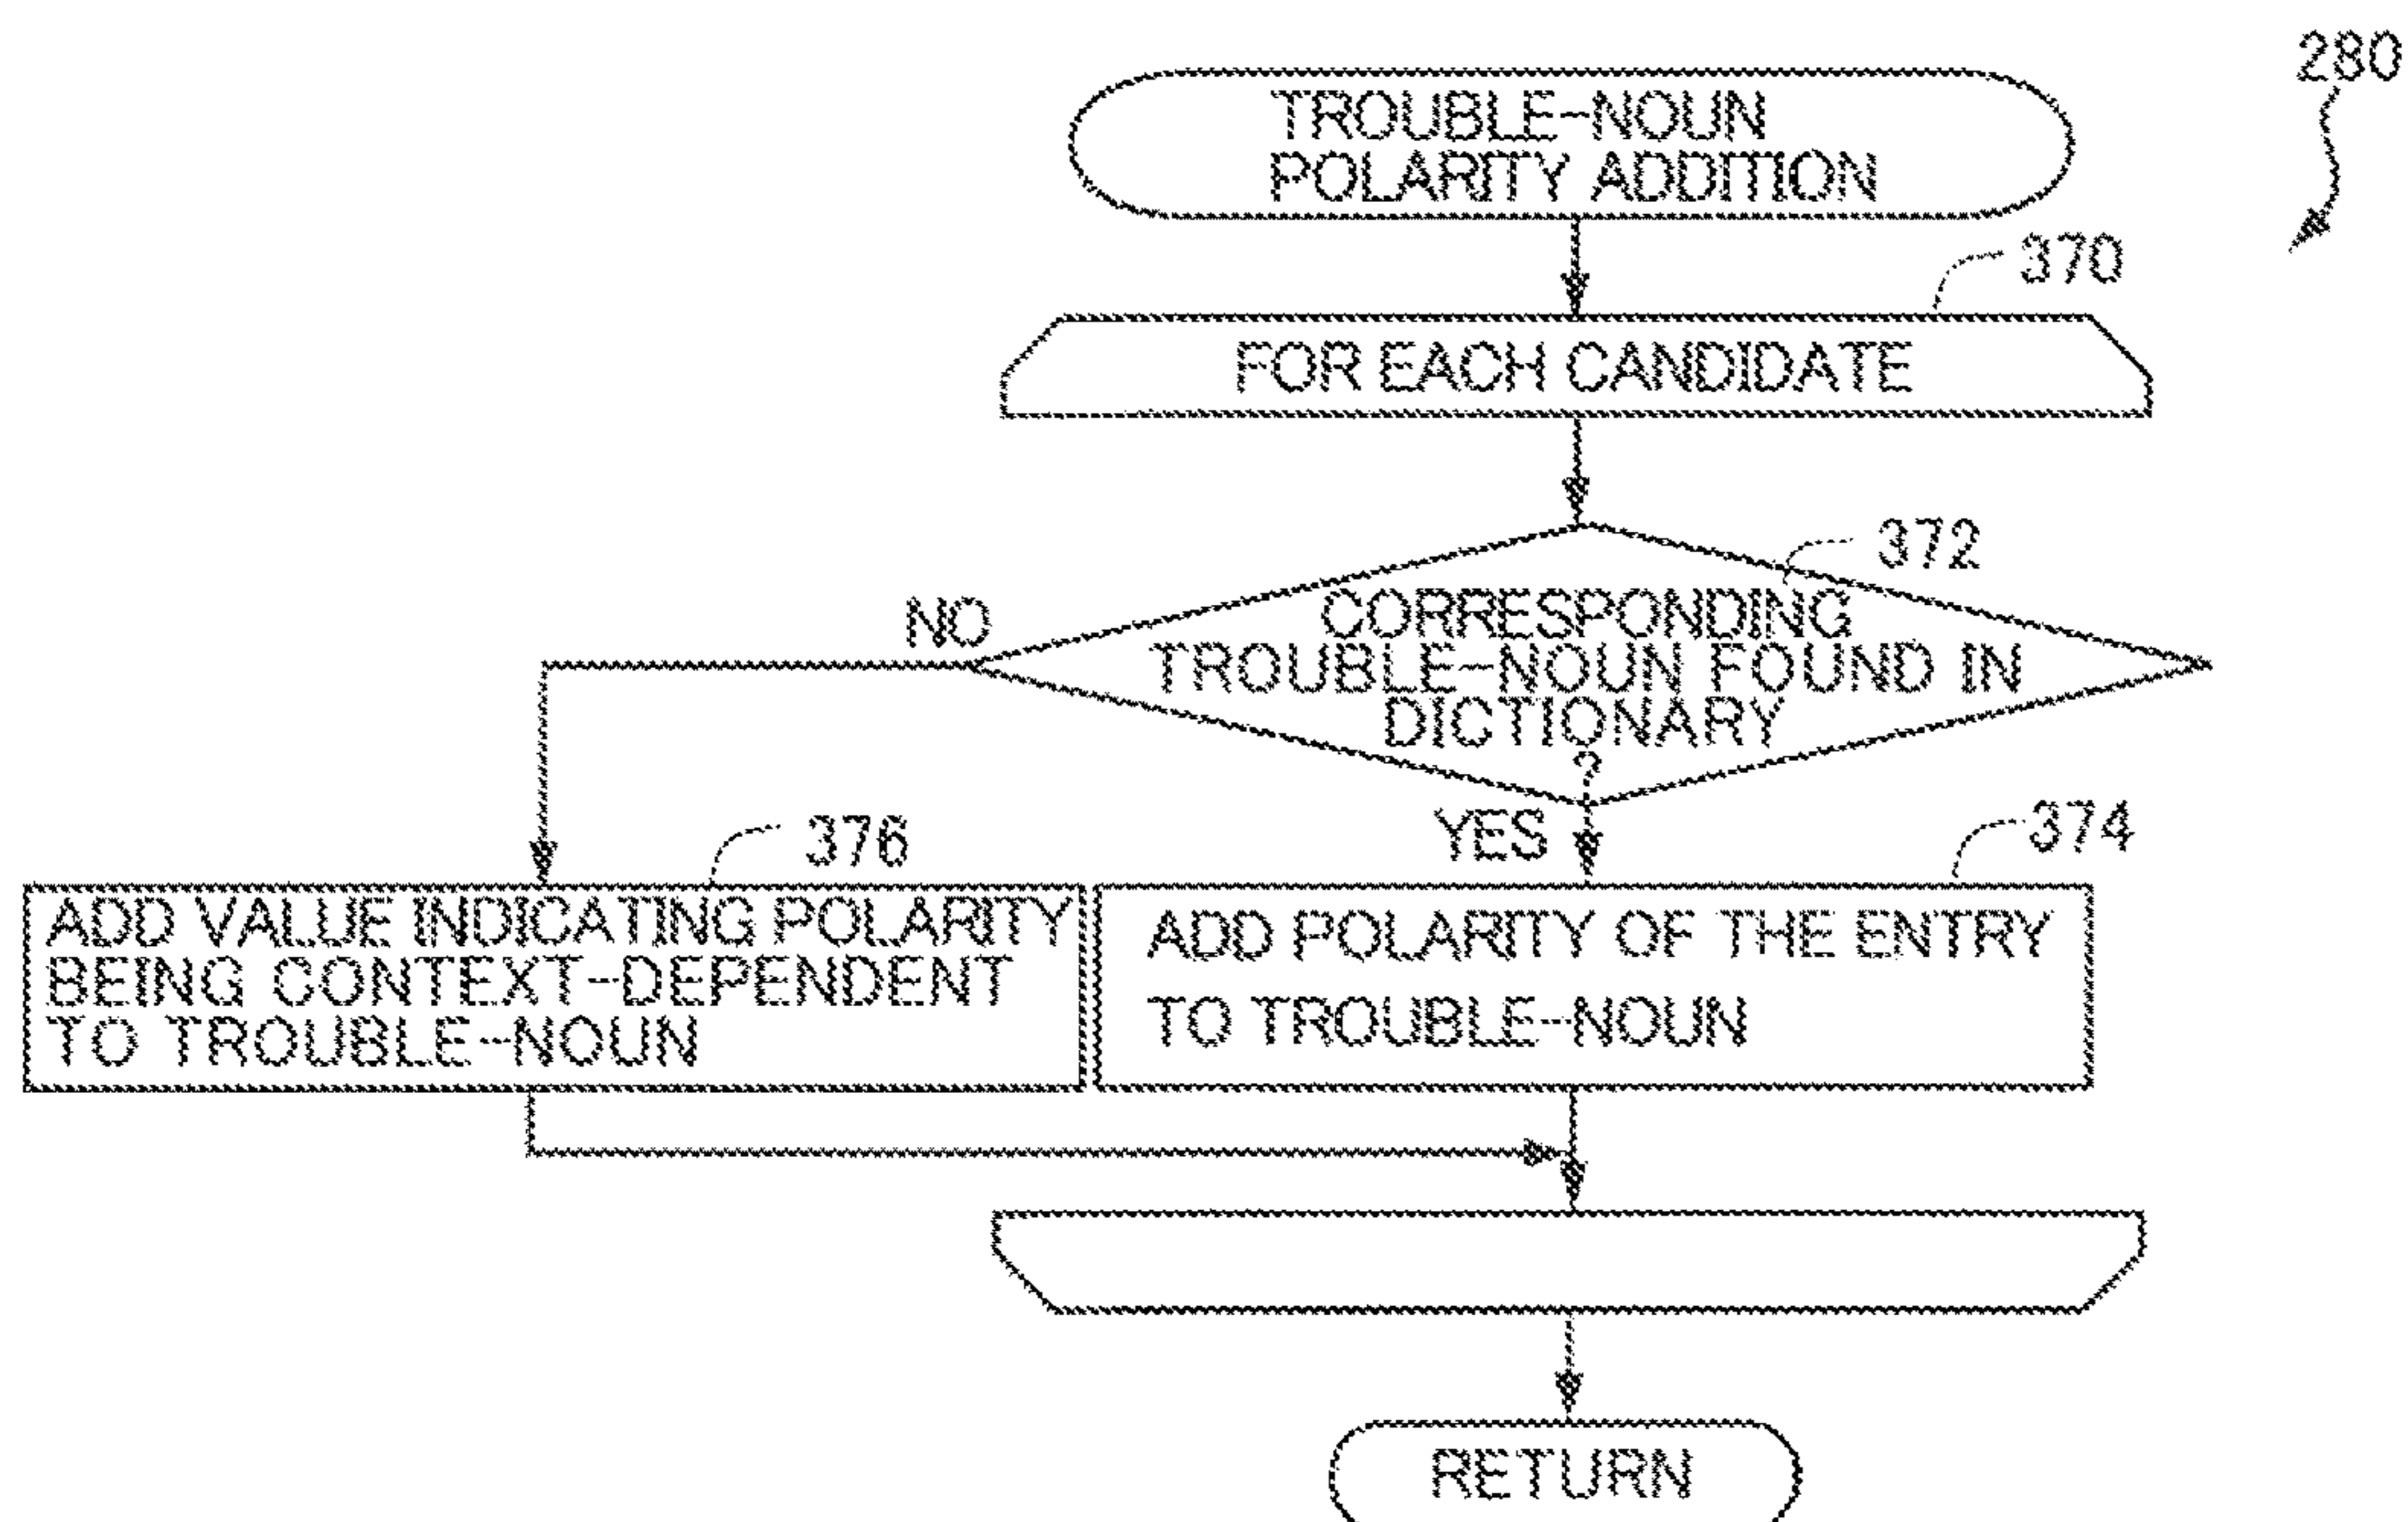 280
TROUBLE-NOUN
POLARITY ADDITION
370
FOR EACH CANDIDATE
372
NO
CORRESPONDING
TROUBLE-NOUN FOUND IN
DICTIONARY
?
YES
376
374
ADD VALUE INDICATING POLARITY
BEING CONTEXT-DEPENDENT
TO TROUBLE-NOUN
ADD POLARITY OF THE ENTRY
TO TROUBLE-NOUN
RETURN